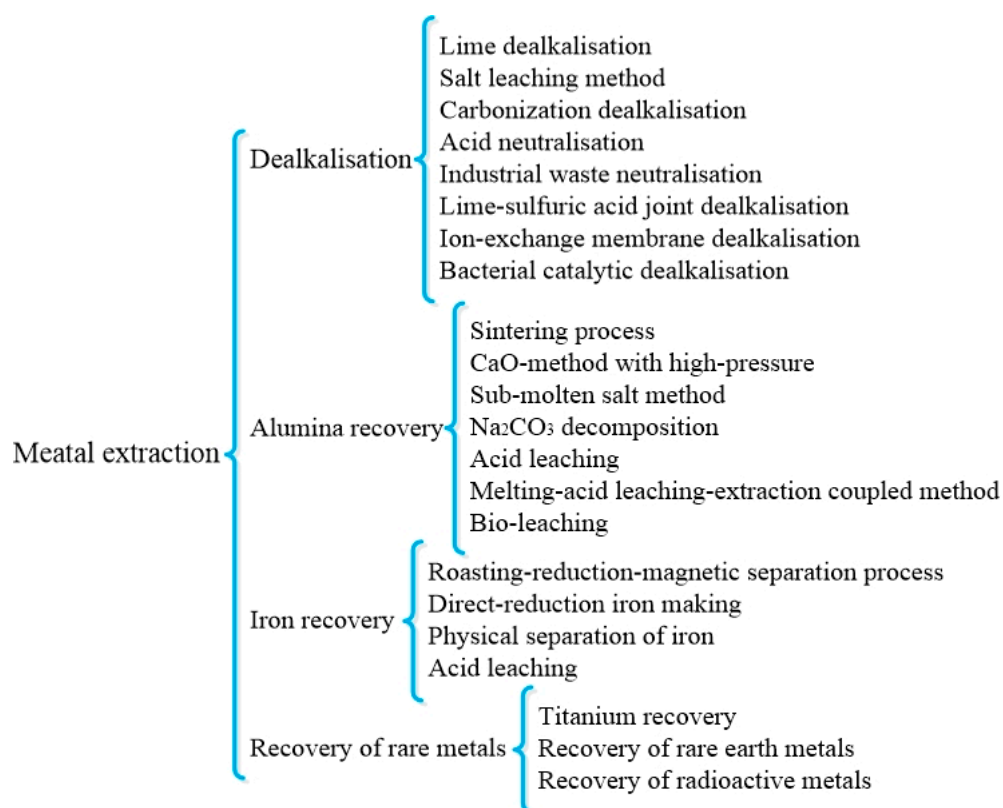 Lime dealkalisation
Salt leaching method
Carbonization dealkalisation
Acid neutralisation
Dealkalisation
Industrial waste neutralisation
Lime-sulfuric acid joint dealkalisation
Ion-exchange membrane dealkalisation
Bacterial catalytic dealkalisation
Sintering process
CaO-method with high-pressure
Sub-molten salt method
Alumina recovery
Na₂CO₃ decomposition
Meatal extraction
Acid leaching
Melting-acid leaching-extraction coupled method
Bio-leaching
Roasting-reduction-magnetic separation process
Direct-reduction iron making
Iron recovery
Physical separation of iron
Acid leaching
Titanium recovery
Recovery of rare metals
Recovery of rare earth metals
Recovery of radioactive metals